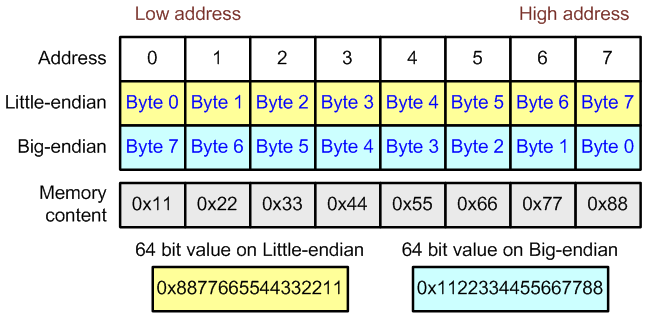 Low address High address
Address 0 1 2 3 4 5 6 7
Little-endian Byte 0 Byte 1 Byte 2 Byte 3 Byte 4 Byte 5 Byte 6 Byte 7
Big-endian Byte 7 Byte 6 Byte 5 Byte 4 Byte 3 Byte 2 Byte 1 Byte 0
Memory
content 0x11 0x22 0x33 0x44 0x55 0x66 0x77 0x88
64 bit value on Little-endian 64 bit value on Big-endian
0x8877665544332211 0x1122334455667788